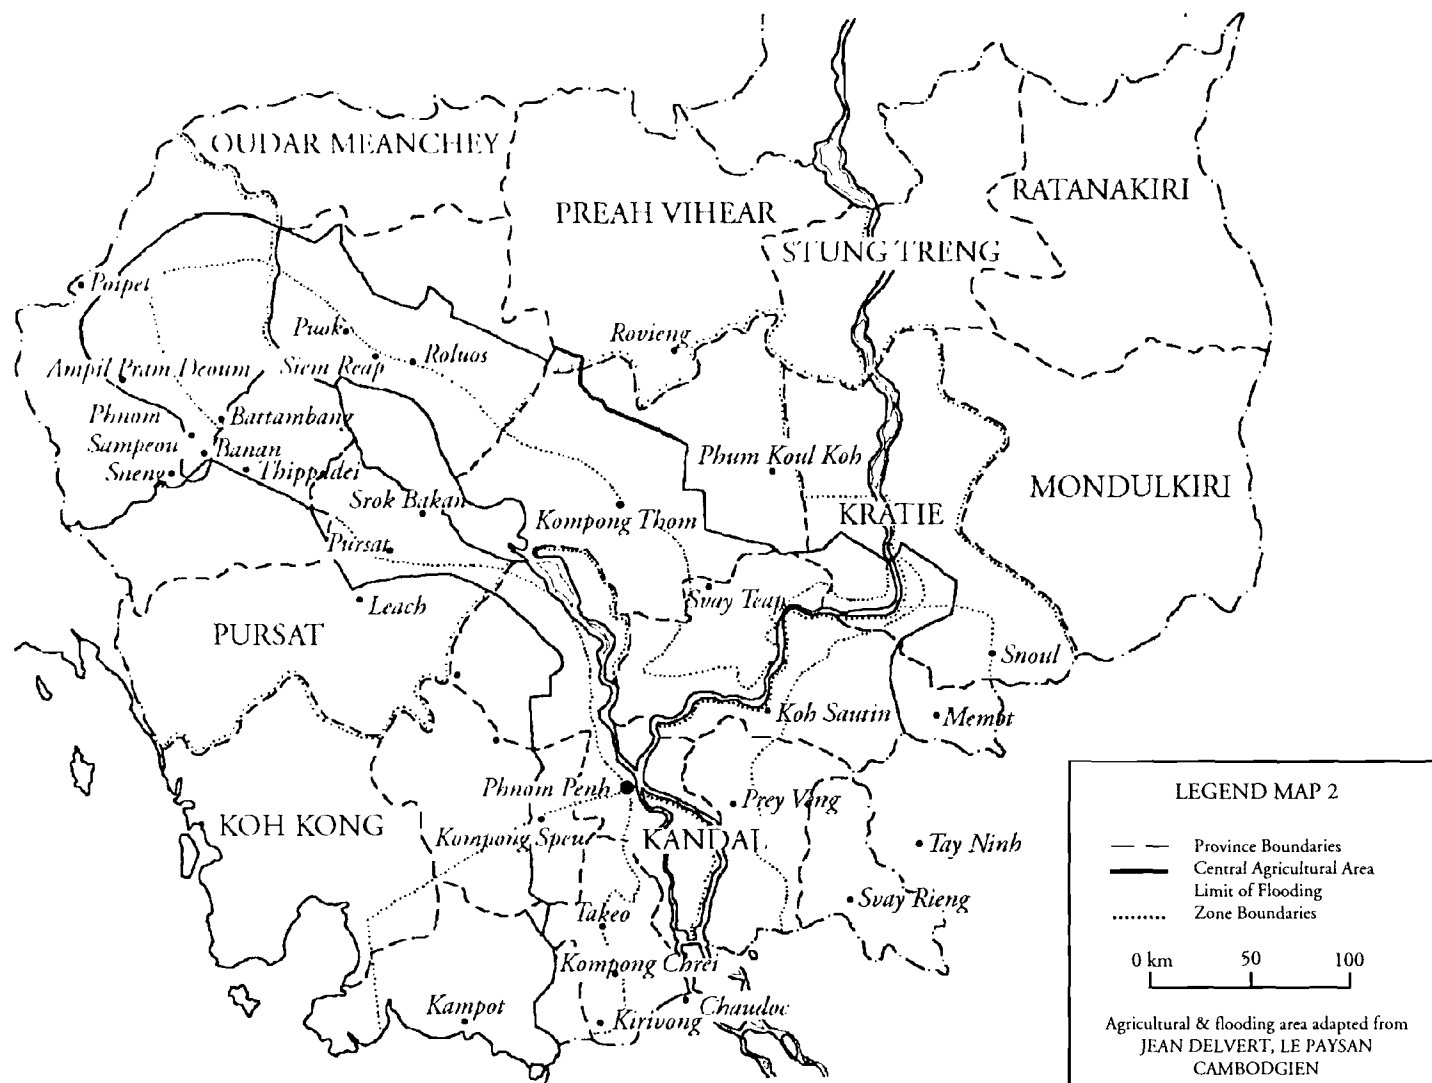 OUDAR MEANCHEY
RATANAKIRI
PREAH VIHEAR
STUNG TRENG
Poipet
Puok
Rovieng
Roluos
Siem Reap
Ampil Pram Deoum
Phnom
Sampeou
Battambang
Banan
Sneng
Thippadei
Phum Koul Koh
MONDULKIRI
Srok Bakan
Kompong Thom
KRATIE
Pursat
Leach
Svay Teap
PURSAT
Snoul
Koh Sautin
Memot
Phnom Penh
Prey Veng
KOH KONG
Kompong Speu
KANDAL
Tay Ninh
Svay Rieng
Takeo
Kompong Chrei
Kampot
Kirivong
Chaudoc
LEGEND MAP 2
Province Boundaries
Central Agricultural Area
Limit of Flooding
Zone Boundaries
0 km 50 100
Agricultural & flooding area adapted from
JEAN DELVERT, LE PAYSAN
CAMBODGIEN